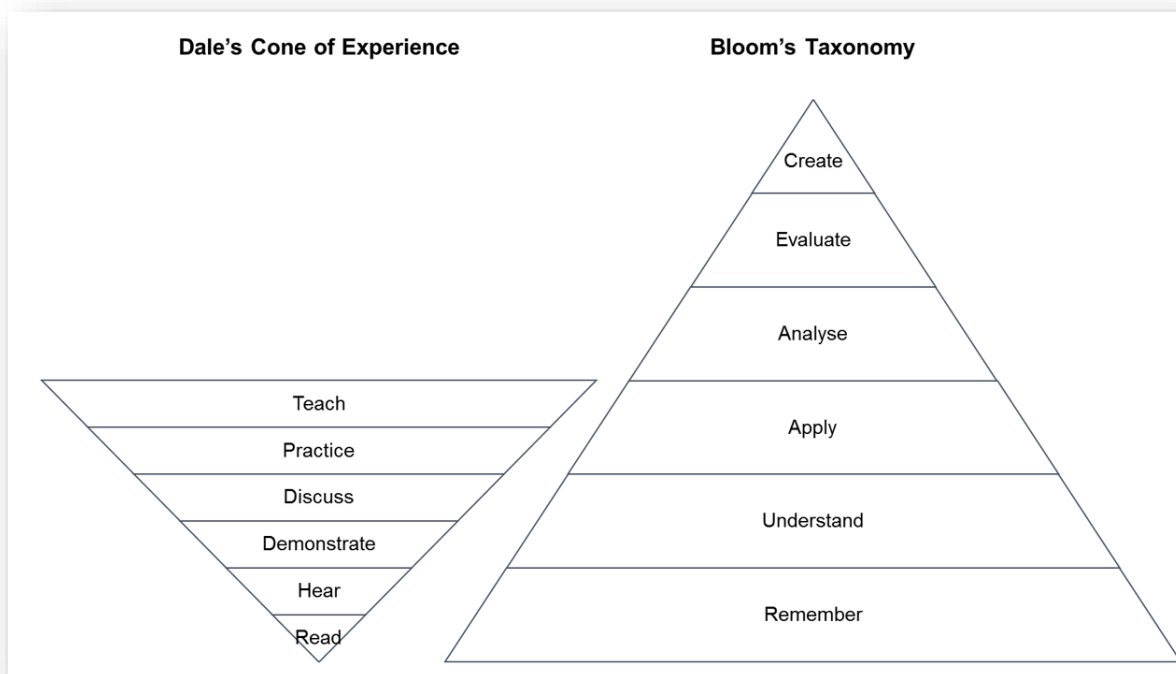 Dale’s Cone of Experience
Teach
Practice
Discuss
Demonstrate
Hear
Read
Bloom’s Taxonomy
Create
Evaluate
Analyse
Apply
Understand
Remember